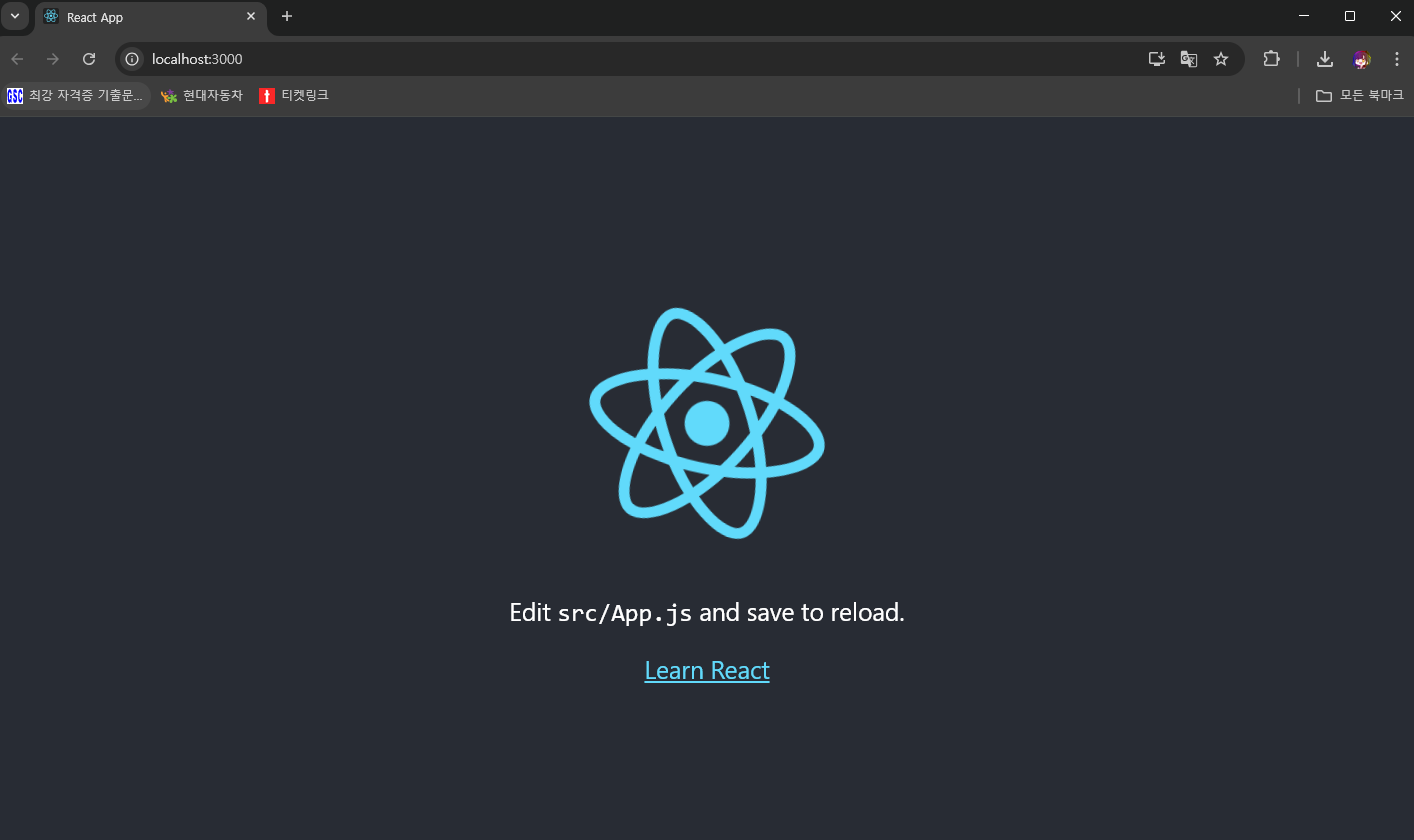 React App
localhost:3000
GSC 최강 자격증 기출문... 현대자동차 티켓링크 모든 북마크
Edit src/App.js and save to reload.
Learn React